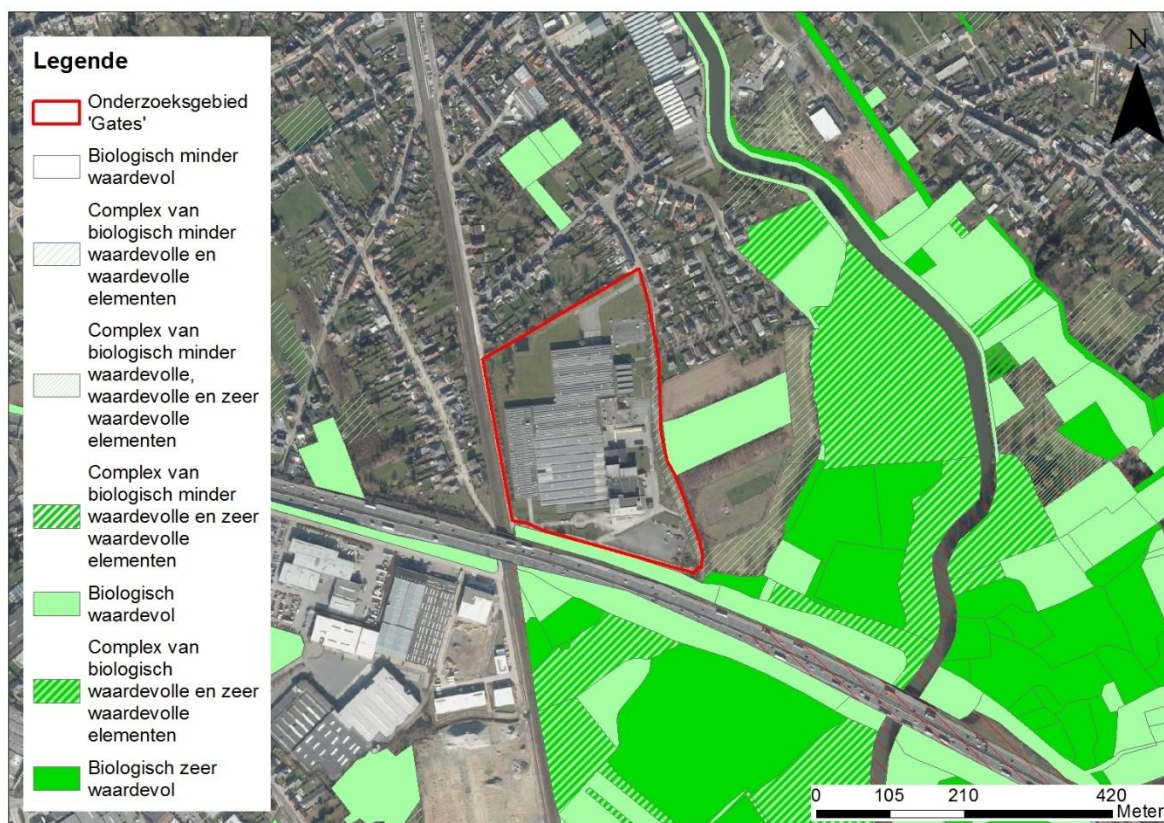 Legende
Onderzoeksgebied
'Gates'
Biologisch minder
waardevol
Complex van
biologisch minder
waardevolle en
waardevolle
elementen
Complex van
biologisch minder
waardevolle,
waardevolle en zeer
waardevolle
elementen
Complex van
biologisch minder
waardevolle en zeer
waardevolle
elementen
Biologisch
waardevol
Complex van
biologisch
waardevolle en zeer
waardevolle
elementen
Biologisch zeer
waardevol
N
0 105 210 420
Meter